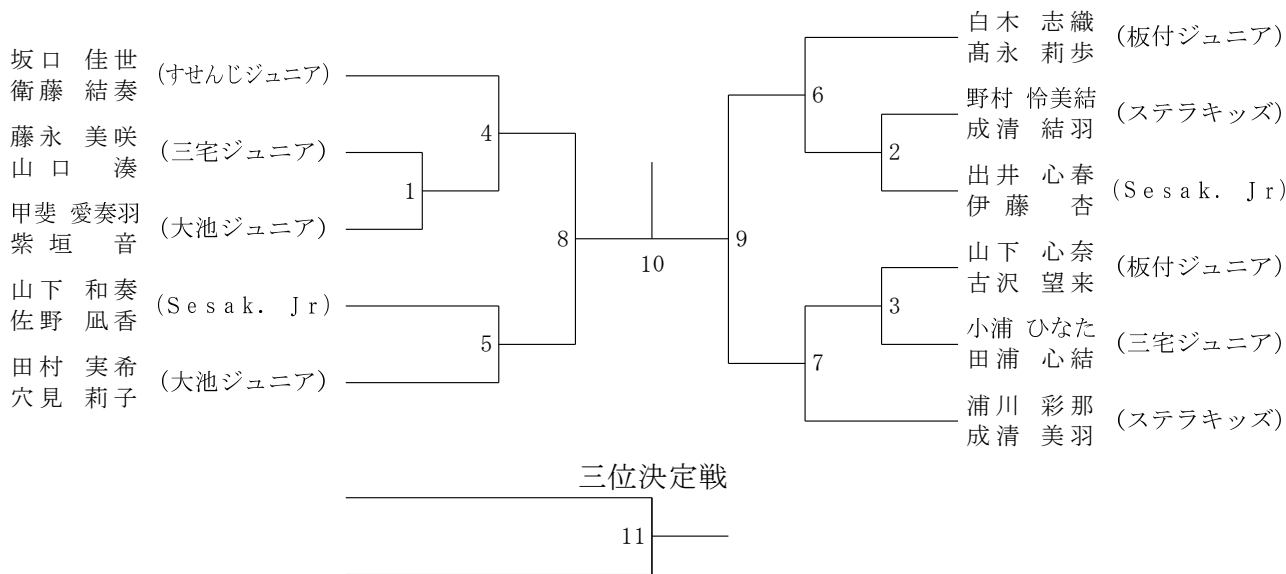 坂口 佳世
衛藤 結奏
(すせんじジュニア)
藤永 美咲
山口 湊
(三宅ジュニア)
甲斐 愛奏羽
紫垣 音
(大池ジュニア)
山下 和奏
佐野 凪香
(Sesak. Jr)
田村 実希
穴見 莉子
(大池ジュニア)
4
1
8
5
10
白木 志織
髙永 莉歩
(板付ジュニア)
野村 怜美結
成清 結羽
(ステラキッズ)
出井 心春
伊藤 杏
(Sesak. Jr)
山下 心奈
古沢 望来
(板付ジュニア)
小浦 ひなた
田浦 心結
(三宅ジュニア)
浦川 彩那
成清 美羽
(ステラキッズ)
6
2
9
3
7
三位決定戦
11